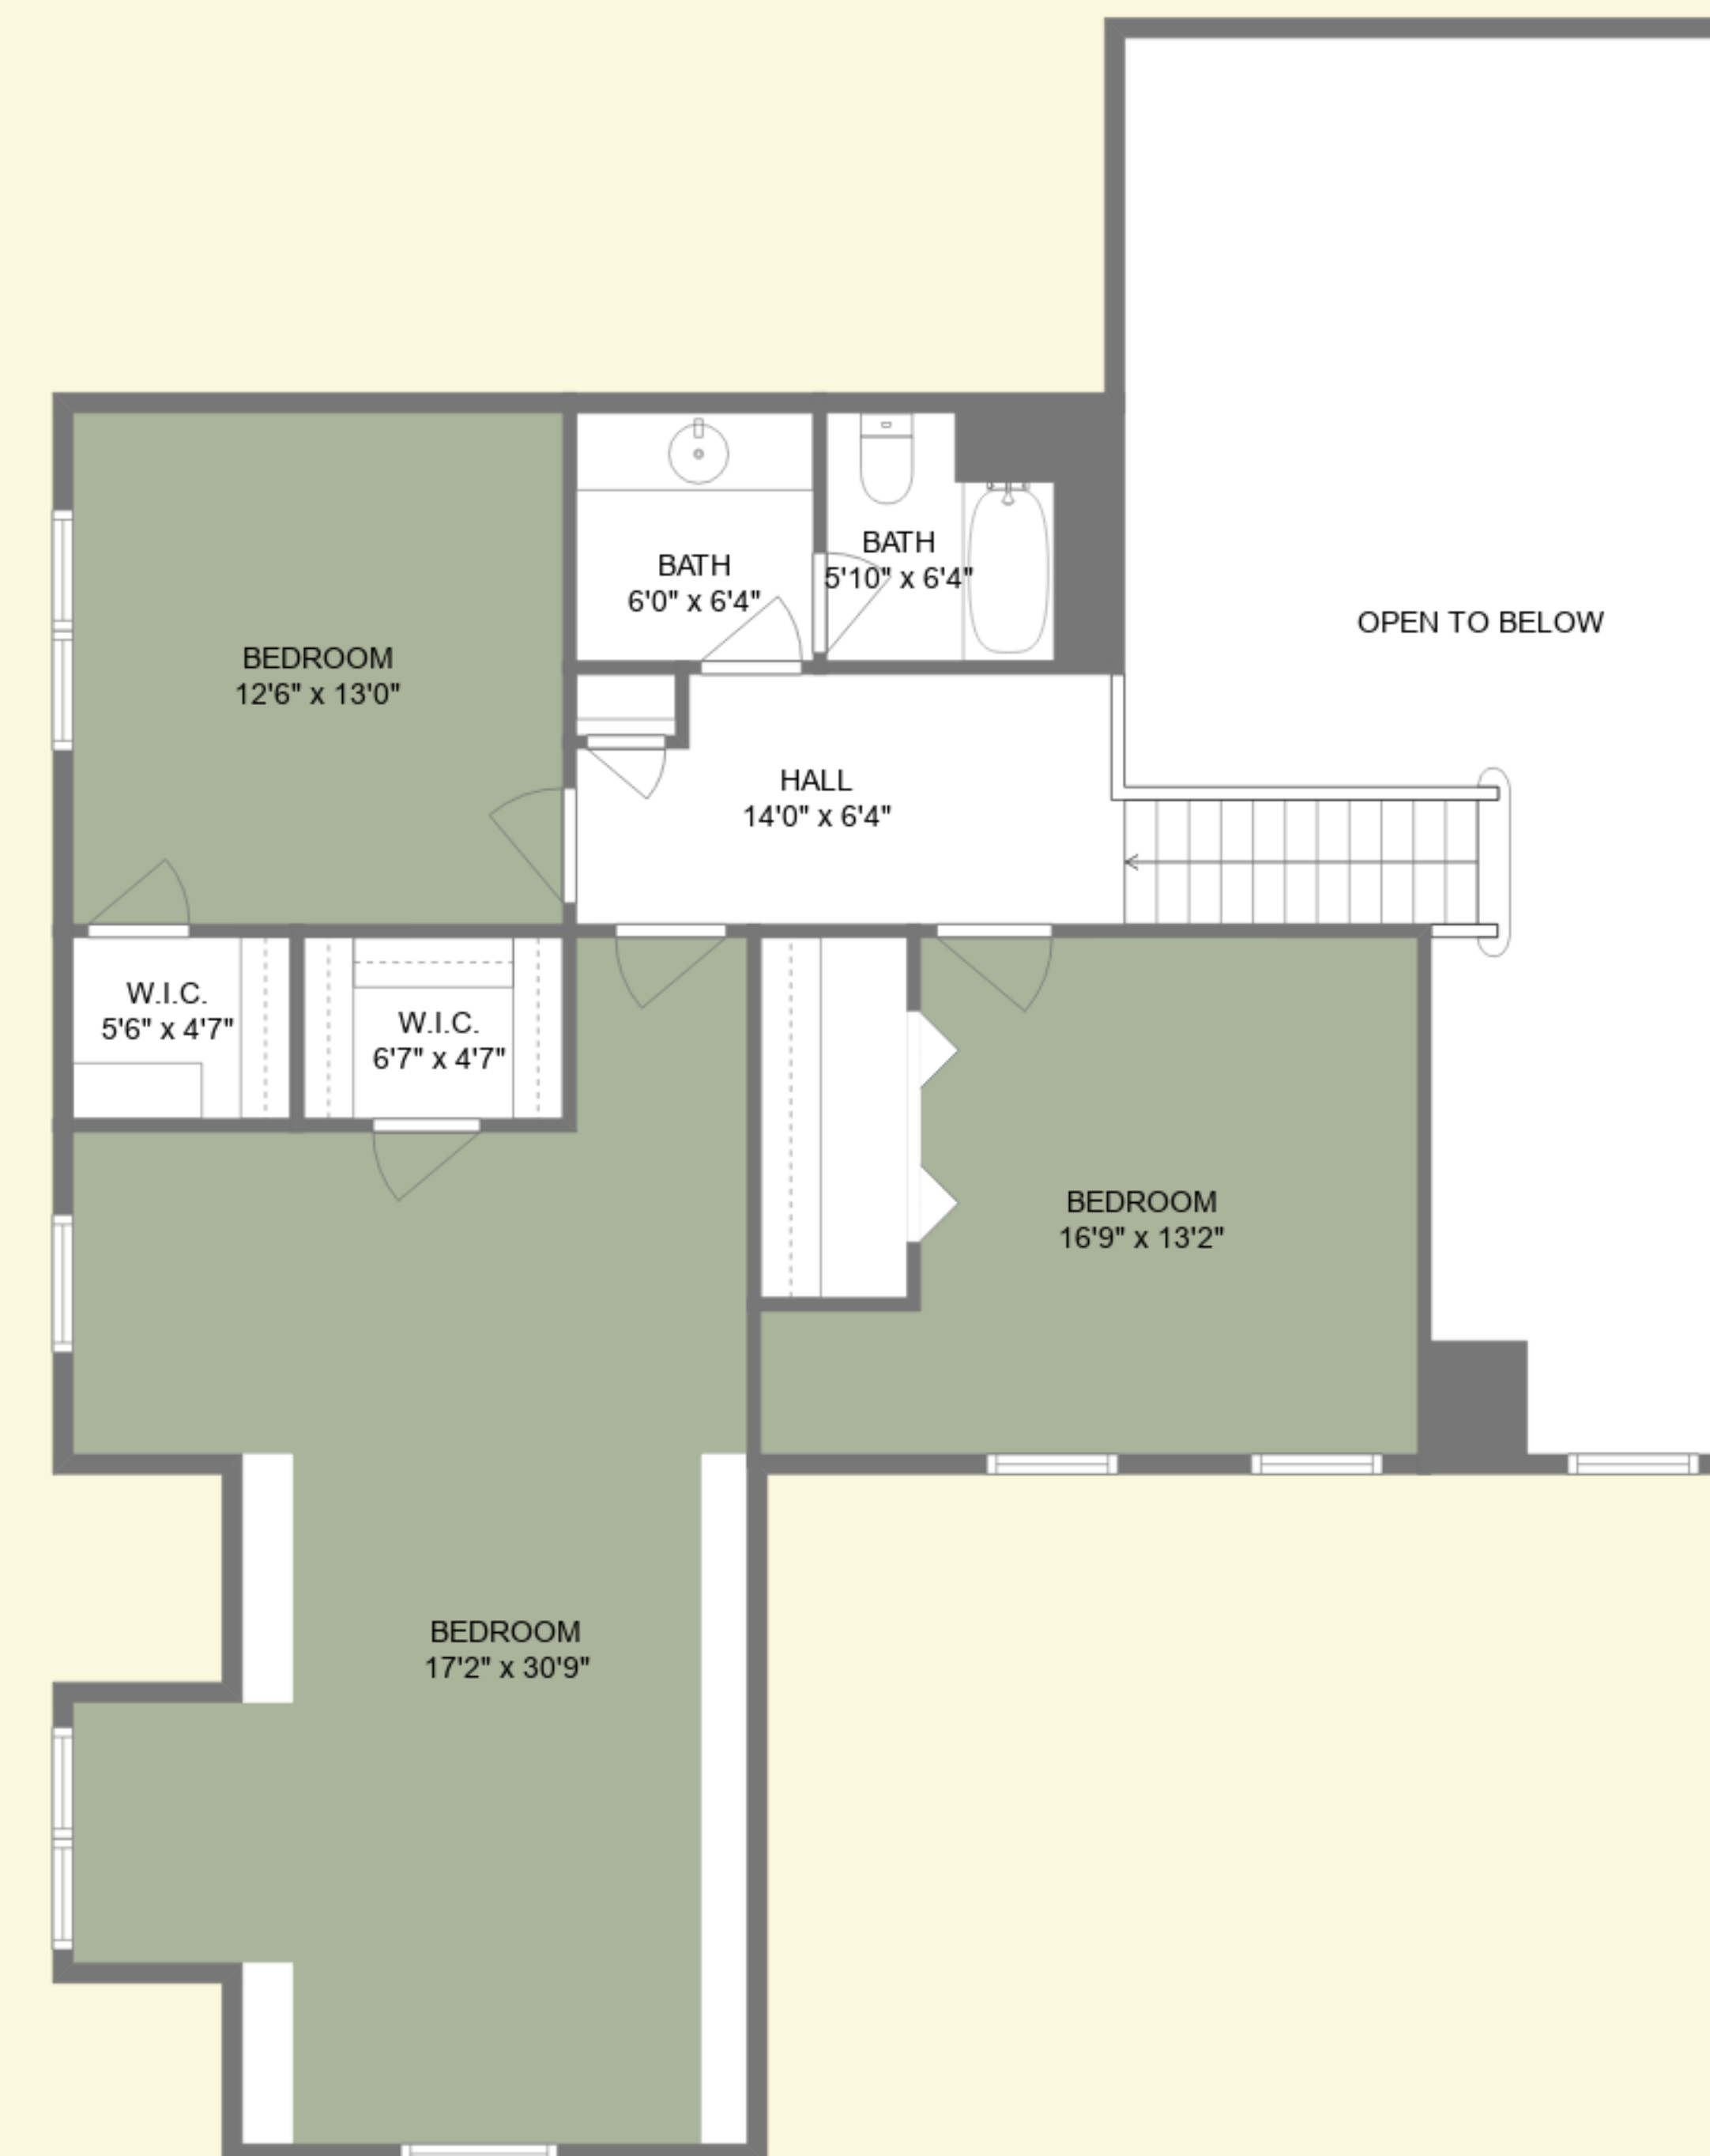 BATH
5'10" x 6'4"
BATH
6'0" x 6'4"
OPEN TO BELOW
BEDROOM
12'6" x 13'0"
HALL
14'0" x 6'4"
W.I.C.
5'6" x 4'7"
W.I.C.
6'7" x 4'7"
BEDROOM
16'9" x 13'2"
BEDROOM
17'2" x 30'9"